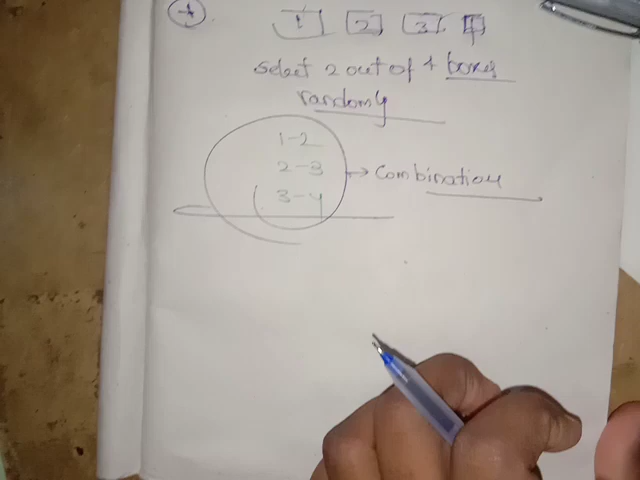 4
1 2 3 4
select 2 out of 4 boxes
randomly
1-2
2-3 → Combination
3-4